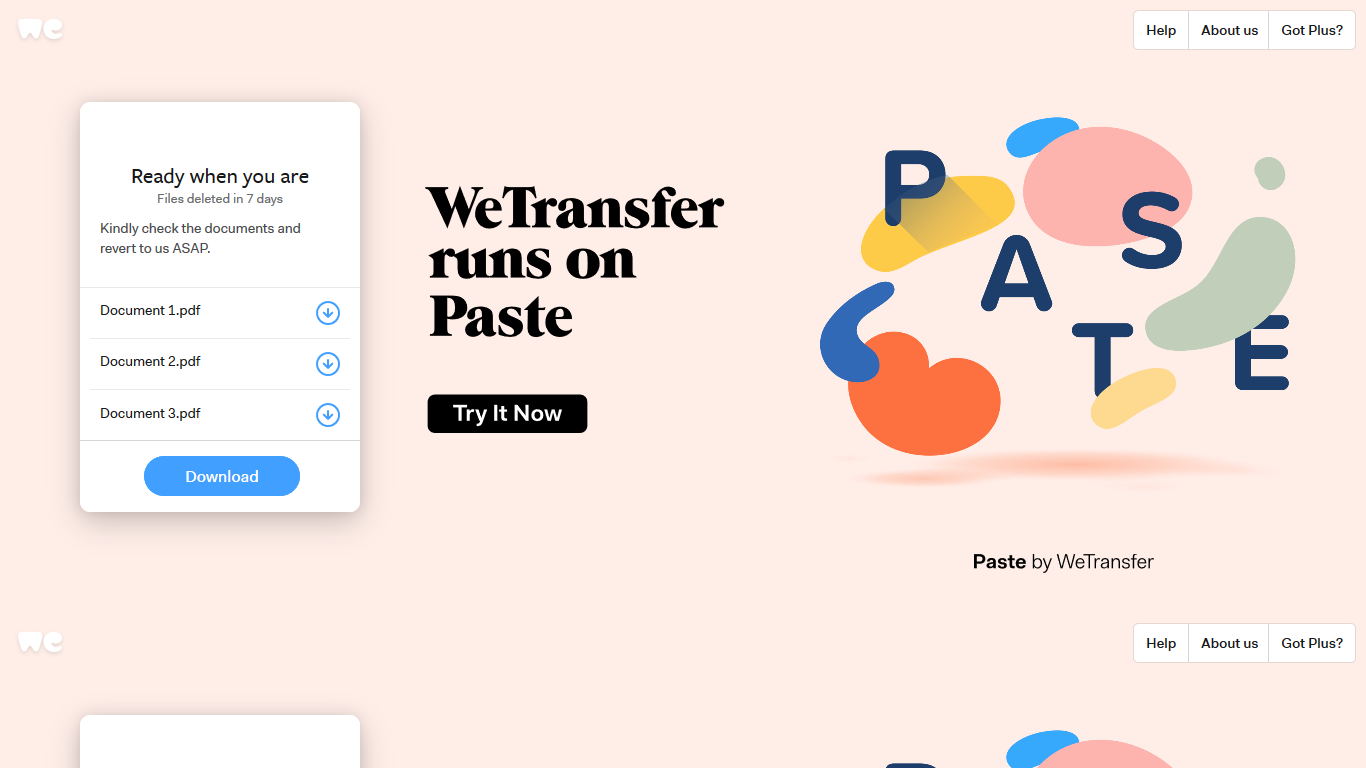 we
Help
About us
Got Plus?
Ready when you are
Files deleted in 7 days
Kindly check the documents and
revert to us ASAP.
Document 1.pdf
Document 2.pdf
Document 3.pdf
Download
WeTransfer
runs on
Paste
Try It Now
PASTE
Paste by WeTransfer
we
Help
About us
Got Plus?